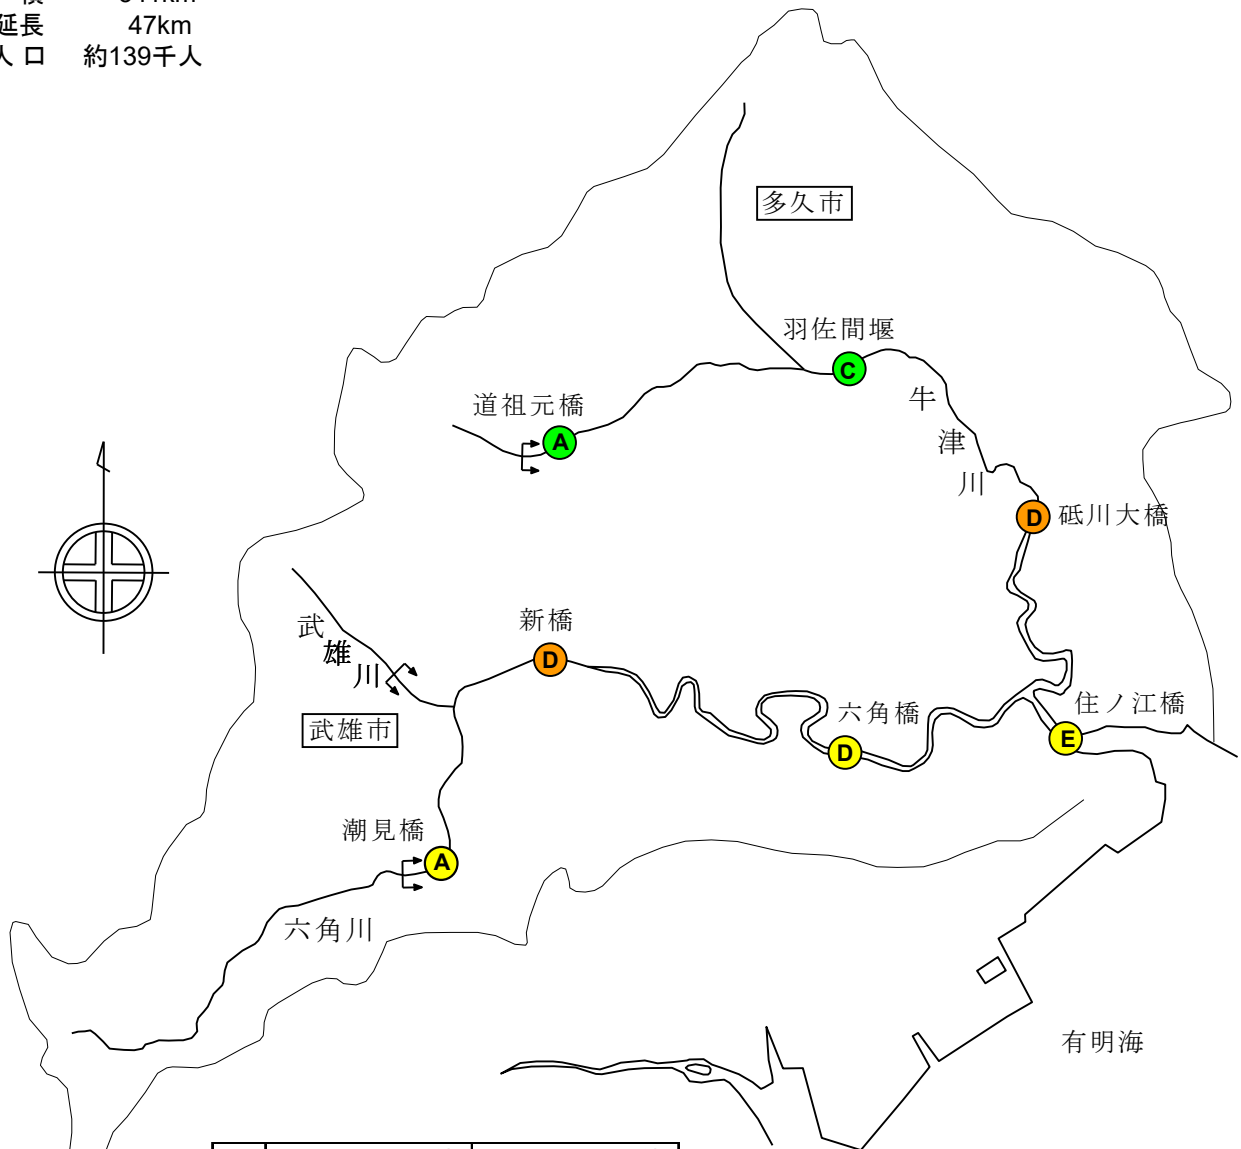 延長 47km
人口 約139千人
多久市
羽佐間堰
C
牛津川
道祖元橋
A
D 砥川大橋
新橋
D
武雄川
武雄市
六角橋
D
住ノ江橋
E
潮見橋
A
六角川
有明海